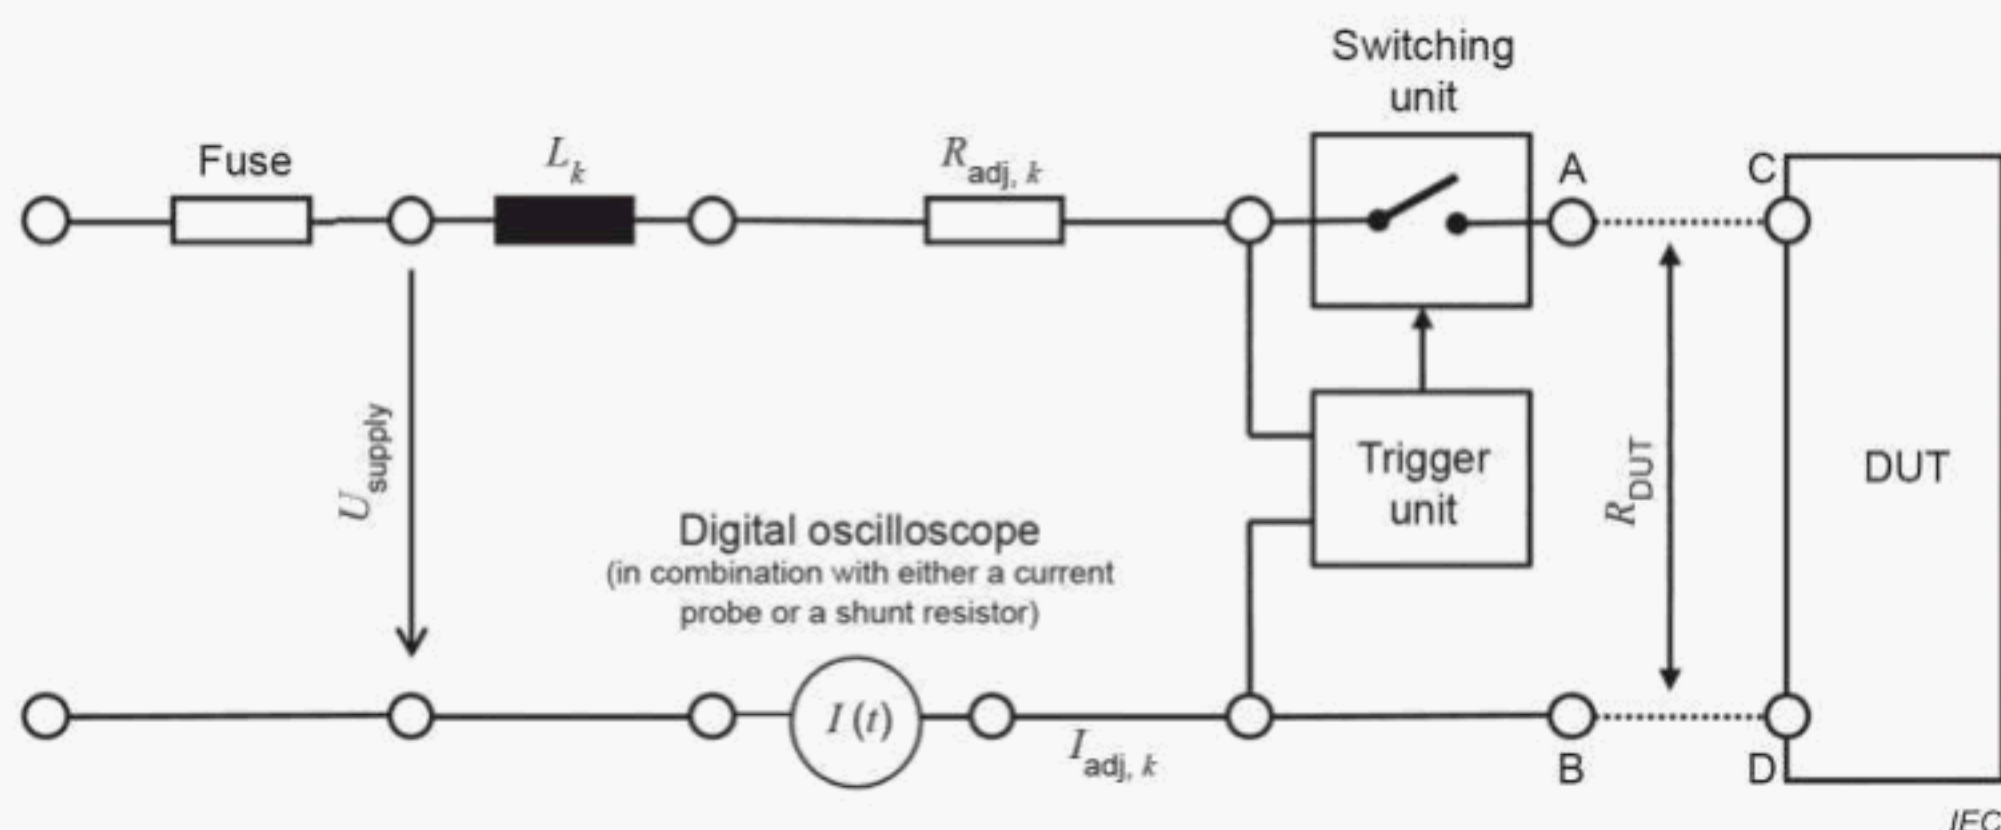 Switching
unit
Fuse
L_k
R_adj, k
A
C
U_supply
Trigger
unit
R_DUT
DUT
Digital oscilloscope
(in combination with either a current
probe or a shunt resistor)
I (t)
I_adj, k
B
D
IEC